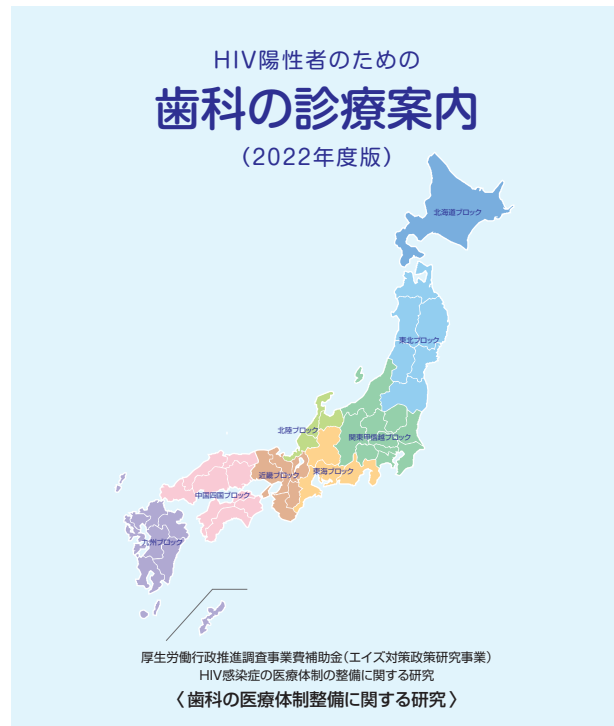 HIV陽性者のための
歯科の診療案内
（2022年度版）
北海道ブロック
東北ブロック
北陸ブロック
関東甲信越ブロック
近畿ブロック
東海ブロック
中国四国ブロック
九州ブロック
厚生労働行政推進調査事業費補助金（エイズ対策政策研究事業）
HIV感染症の医療体制の整備に関する研究
〈歯科の医療体制整備に関する研究〉